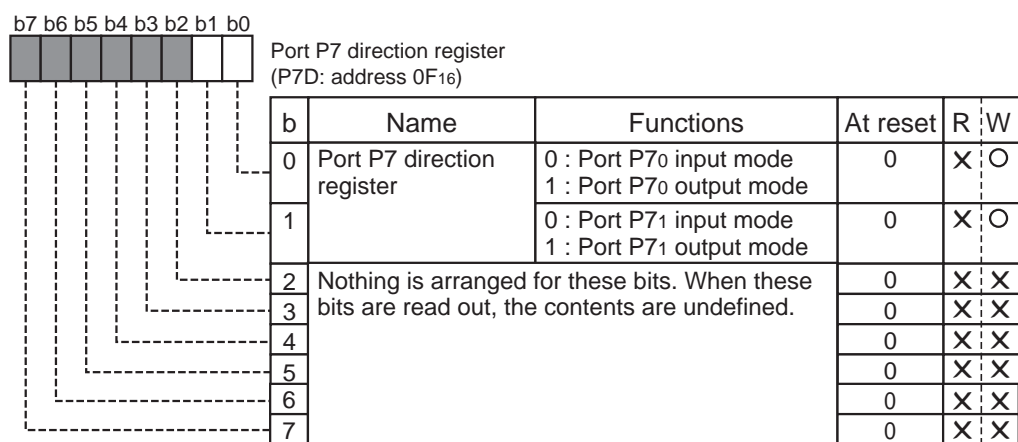 b7 b6 b5 b4 b3 b2 b1 b0
Port P7 direction register
(P7D: address 0F16)
b Name Functions At reset R W
0 Port P7 direction register 0 : Port P70 input mode 0 X O
1 : Port P70 output mode
1 0 : Port P71 input mode 0 X O
1 : Port P71 output mode
2 Nothing is arranged for these bits. When these 0 X X
3 bits are read out, the contents are undefined. 0 X X
4 0 X X
5 0 X X
6 0 X X
7 0 X X